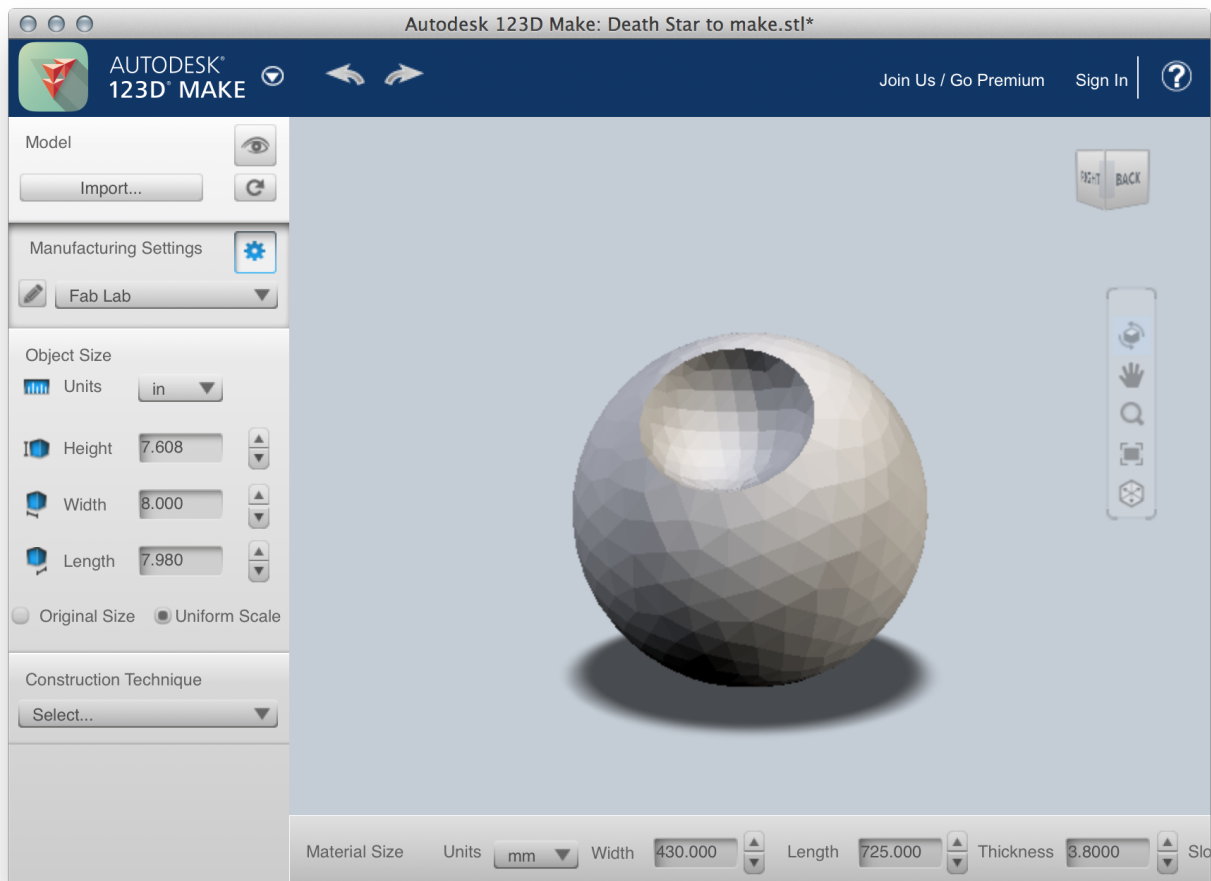 Autodesk 123D Make: Death Star to make.stl*
AUTODESK®
123D® MAKE
Join Us / Go Premium
Sign In
?
Model
Import...
RIGHT
BACK
Manufacturing Settings
Fab Lab
Object Size
Units
in
Height
7.608
Width
8.000
Length
7.980
Original Size
Uniform Scale
Construction Technique
Select...
Material Size
Units
mm
Width
430.000
Length
725.000
Thickness
3.8000
Slo